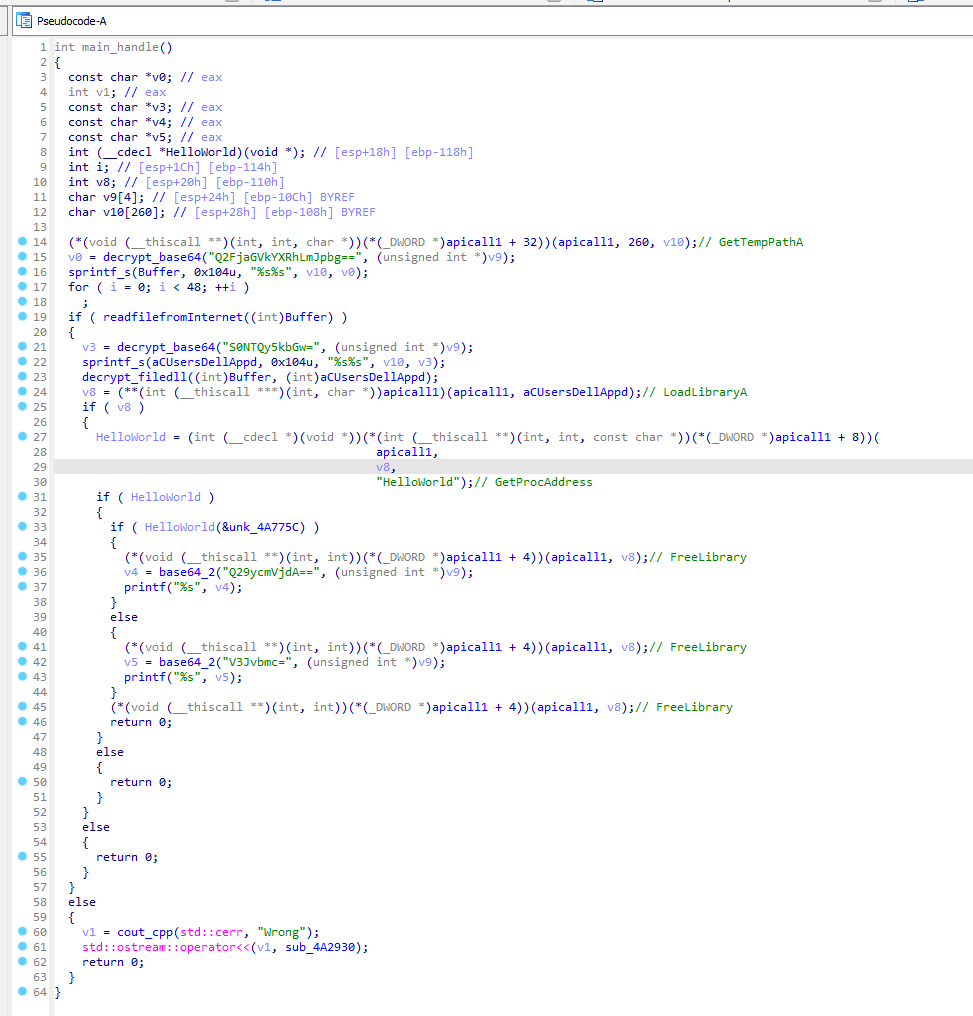 Pseudocode-A
1 int main_handle()
2 {
3 const char *v0; // eax
4 int v1; // eax
5 const char *v3; // eax
6 const char *v4; // eax
7 const char *v5; // eax
8 int (__cdecl *HelloWorld)(void *); // [esp+18h] [ebp-118h]
9 int i; // [esp+1Ch] [ebp-114h]
10 int v8; // [esp+20h] [ebp-110h]
11 char v9[4]; // [esp+24h] [ebp-10Ch] BYREF
12 char v10[260]; // [esp+28h] [ebp-108h] BYREF
13
14 (*(void (__thiscall **)(int, int, char *))(*(_DWORD *)apicall1 + 32))(apicall1, 260, v10);// GetTempPathA
15 v0 = decrypt_base64("Q2FjaGVkYXRhLmJpbg==", (unsigned int *)v9);
16 sprintf_s(Buffer, 0x104u, "%s%s", v10, v0);
17 for ( i = 0; i < 48; ++i )
18 ;
19 if ( readfilefromInternet((int)Buffer) )
20 {
21 v3 = decrypt_base64("S0NTQy5kbGw=", (unsigned int *)v9);
22 sprintf_s(aCUsersDellAppd, 0x104u, "%s%s", v10, v3);
23 decrypt_filedll((int)Buffer, (int)aCUsersDellAppd);
24 v8 = (**(int (__thiscall ***)(int, char *))apicall1)(apicall1, aCUsersDellAppd);// LoadLibraryA
25 if ( v8 )
26 {
27 HelloWorld = (int (__cdecl *)(void *))(*(int (__thiscall **)(int, int, const char *))(*(_DWORD *)apicall1 + 8))(
28 apicall1,
29 v8,
30 "HelloWorld");// GetProcAddress
31 if ( HelloWorld )
32 {
33 if ( HelloWorld(&unk_4A775C) )
34 {
35 (*(void (__thiscall **)(int, int))(*(_DWORD *)apicall1 + 4))(apicall1, v8);// FreeLibrary
36 v4 = base64_2("Q29ycmVjdA==", (unsigned int *)v9);
37 printf("%s", v4);
38 }
39 else
40 {
41 (*(void (__thiscall **)(int, int))(*(_DWORD *)apicall1 + 4))(apicall1, v8);// FreeLibrary
42 v5 = base64_2("V3Jvbmc=", (unsigned int *)v9);
43 printf("%s", v5);
44 }
45 (*(void (__thiscall **)(int, int))(*(_DWORD *)apicall1 + 4))(apicall1, v8);// FreeLibrary
46 return 0;
47 }
48 else
49 {
50 return 0;
51 }
52 }
53 else
54 {
55 return 0;
56 }
57 }
58 else
59 {
60 v1 = cout_cpp(std::cerr, "Wrong");
61 std::ostream::operator<<(v1, sub_4A2930);
62 return 0;
63 }
64 }